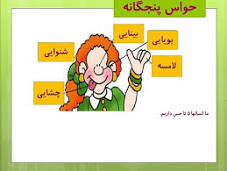 حواس پنجگانه
بینایی
بویایی
شنوایی
لامسه
چشایی
ما انسانها ۵ تا حس داریم.